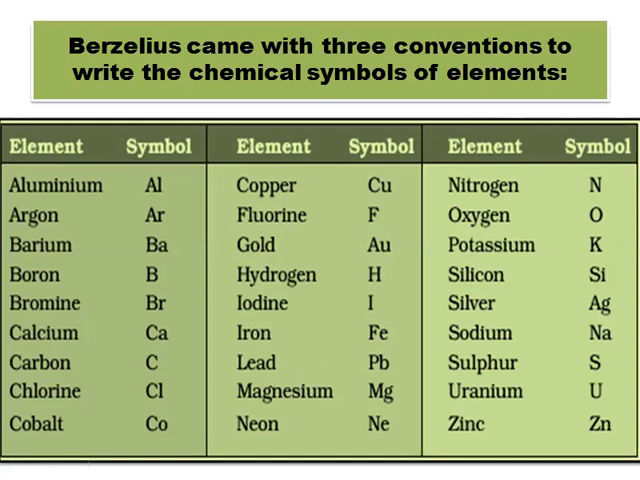 Berzelius came with three conventions to
write the chemical symbols of elements:
Element Symbol Element Symbol Element Symbol
Aluminium Al Copper Cu Nitrogen N
Argon Ar Fluorine F Oxygen O
Barium Ba Gold Au Potassium K
Boron B Hydrogen H Silicon Si
Bromine Br Iodine I Silver Ag
Calcium Ca Iron Fe Sodium Na
Carbon C Lead Pb Sulphur S
Chlorine Cl Magnesium Mg Uranium U
Cobalt Co Neon Ne Zinc Zn